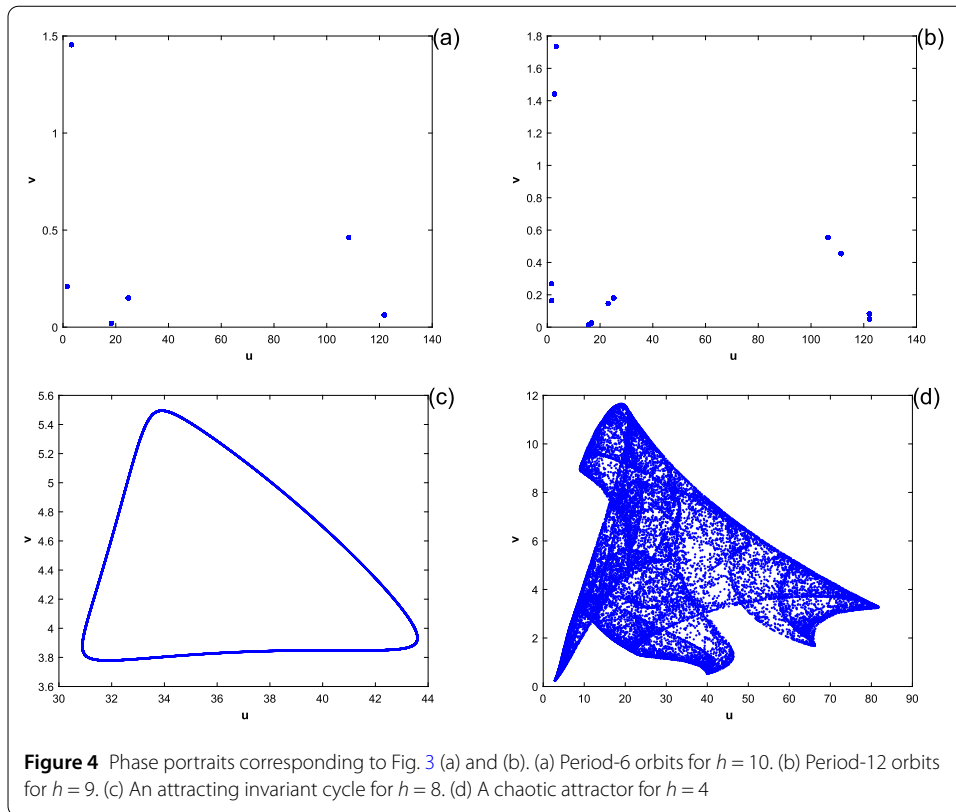 (a)
1.5
1
0.5
0
v
0 20 40 60 80 100 120 140
u
(b)
1.8
1.6
1.4
1.2
1
0.8
0.6
0.4
0.2
0
v
0 20 40 60 80 100 120 140
u
(c)
5.6
5.4
5.2
5
4.8
4.6
4.4
4.2
4
3.8
3.6
v
30 32 34 36 38 40 42 44
u
(d)
12
10
8
6
4
2
0
v
0 10 20 30 40 50 60 70 80 90
u
Figure 4 Phase portraits corresponding to Fig. 3 (a) and (b). (a) Period-6 orbits for h = 10. (b) Period-12 orbits
for h = 9. (c) An attracting invariant cycle for h = 8. (d) A chaotic attractor for h = 4